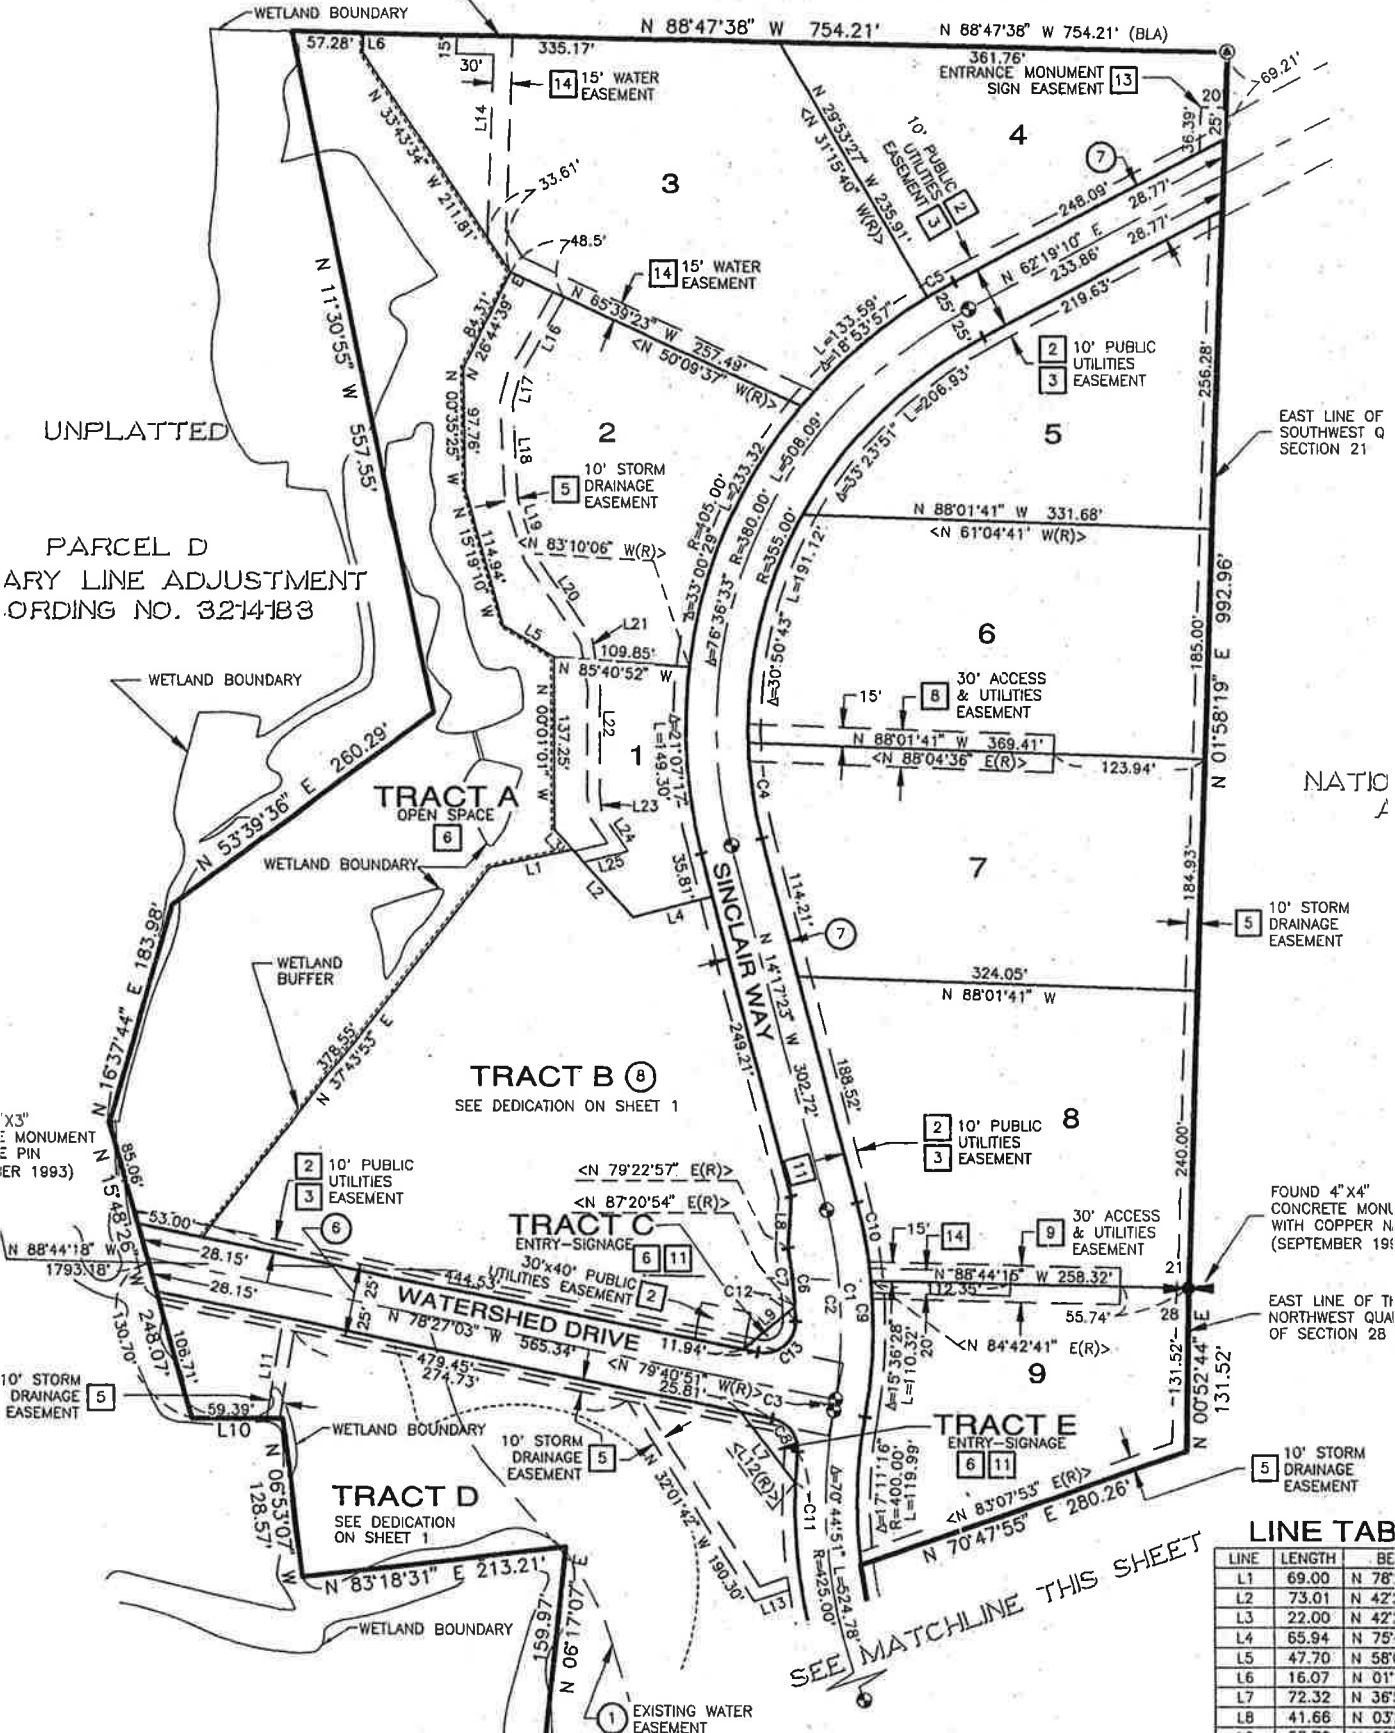 WETLAND BOUNDARY
N 88°47'38" W 754.21'
N 88°47'38" W 754.21' (BLA)
57.28'
L6
15'
30'
335.17'
361.76'
14 15' WATER
EASEMENT
ENTRANCE MONUMENT
SIGN EASEMENT 13
20'
25'
36.39'
69.21'
L14
N 33°43'34" W 211.81'
33.61'
3
4
N 29°53'27" W 235.91'
<N 31°15'40" W(R)>
10' PUBLIC
UTILITIES
EASEMENT
2
3
7
248.09'
28.77'
N 62°19'10" E
233.86'
28.77'
219.63'
C5
25'
25'
48.5'
14 15' WATER
EASEMENT
N 65°39'23" W 257.49'
<N 50°09'37" W(R)>
L=133.59'
Δ=18°53'57"
2 10' PUBLIC
UTILITIES
3 EASEMENT
256.28'
N 11°30'55" W 557.55'
84.31'
N 26°44'39" E
L16
L17
L18
L19
L20
N 00°35'25" W
97.76'
2
5 10' STORM
DRAINAGE
EASEMENT
L=206.93'
Δ=33°23'51"
5
EAST LINE OF
SOUTHWEST Q
SECTION 21
UNPLATTED
R=405.00'
L=233.32
Δ=33°00'29"
R=380.00'
L=508.09'
Δ=76°36'33"
R=355.00'
L=191.12'
Δ=30°50'43"
N 88°01'41" W 331.68'
<N 61°04'41" W(R)>
<N 83°10'06" W(R)>
PARCEL D
ARY LINE ADJUSTMENT
ORDING NO. 3214183
114.94'
N 15°19'10" W
L5
L21
109.85'
N 85°40'52" W
6
185.00'
N 01°58'19" E 992.96'
WETLAND BOUNDARY
N 00°01'01" W
137.25'
L22
1
Δ=21°07'17"
L=149.30'
15'
8 30' ACCESS
& UTILITIES
EASEMENT
N 88°01'41" W 369.41'
<N 88°04'36" E(R)>
123.94'
C4
N 53°39'36" E 260.29'
TRACT A
OPEN SPACE
6
WETLAND BOUNDARY
L23
L24
L25
L3
L1
L2
L4
35.81'
NATIO
A
7
184.93'
SINCLAIR WAY
114.21'
7
N 14°17'23" W
302.72'
324.05'
N 88°01'41" W
5 10' STORM
DRAINAGE
EASEMENT
WETLAND
BUFFER
N 16°37'44" E 183.98'
378.55'
N 37°43'53" E
249.21'
188.52'
TRACT B 8
SEE DEDICATION ON SHEET 1
8
240.00'
'X3"
E MONUMENT
E PIN
BER 1993)
85.06'
N 15°48'26" W
248.07'
2 10' PUBLIC
UTILITIES
3 EASEMENT
6
2 10' PUBLIC
UTILITIES
3 EASEMENT
<N 79°22'57" E(R)>
<N 87°20'54" E(R)>
11
TRACT C
ENTRY-SIGNAGE
6 11
30'x40' PUBLIC
UTILITIES EASEMENT 2
L8
C7
C6
C12
L9
C13
C10
C1
C2
C9
15'
14
9 30' ACCESS
& UTILITIES
EASEMENT
N 88°44'15" W 258.32'
112.35'
55.74'
20'
<N 84°42'41" E(R)>
21
28
FOUND 4"X4"
CONCRETE MONU
WITH COPPER N
(SEPTEMBER 19
EAST LINE OF TH
NORTHWEST QUA
OF SECTION 28
N 88°44'18" W
1793.18'
53.00'
28.15'
28.15'
25'
25'
444.53'
WATERSHED DRIVE
N 78°27'03" W 565.34'
11.94'
479.45'
274.73'
<N 79°40'51" W(R)>
25.81'
C3
C8
L7
<L12(R)>
C11
Δ=15°36'28"
L=110.32'
Δ=17°11'16"
R=400.00'
L=119.99'
Δ=70°44'51" L=524.78'
R=425.00'
130.70'
106.71'
59.39'
L10
L11
10' STORM
DRAINAGE
EASEMENT 5
WETLAND BOUNDARY
10' STORM
DRAINAGE
EASEMENT 5
N 32°01'42" W 190.30'
L13
9
TRACT E
ENTRY-SIGNAGE
6 11
131.52'
N 00°52'44" E
131.52'
5 10' STORM
DRAINAGE
EASEMENT
<N 83°07'53" E(R)>
N 70°47'55" E 280.26'
N 06°53'07" W
128.57'
TRACT D
SEE DEDICATION
ON SHEET 1
N 83°18'31" E 213.21'
WETLAND BOUNDARY
159.97'
N 06°17'07" E
1 EXISTING WATER
EASEMENT
SEE MATCHLINE THIS SHEET
LINE TAB
LINE LENGTH BE
L1 69.00 N 78°
L2 73.01 N 42°
L3 22.00 N 42°
L4 65.94 N 75°
L5 47.70 N 58°
L6 16.07 N 01°
L7 72.32 N 36°
L8 41.66 N 03°